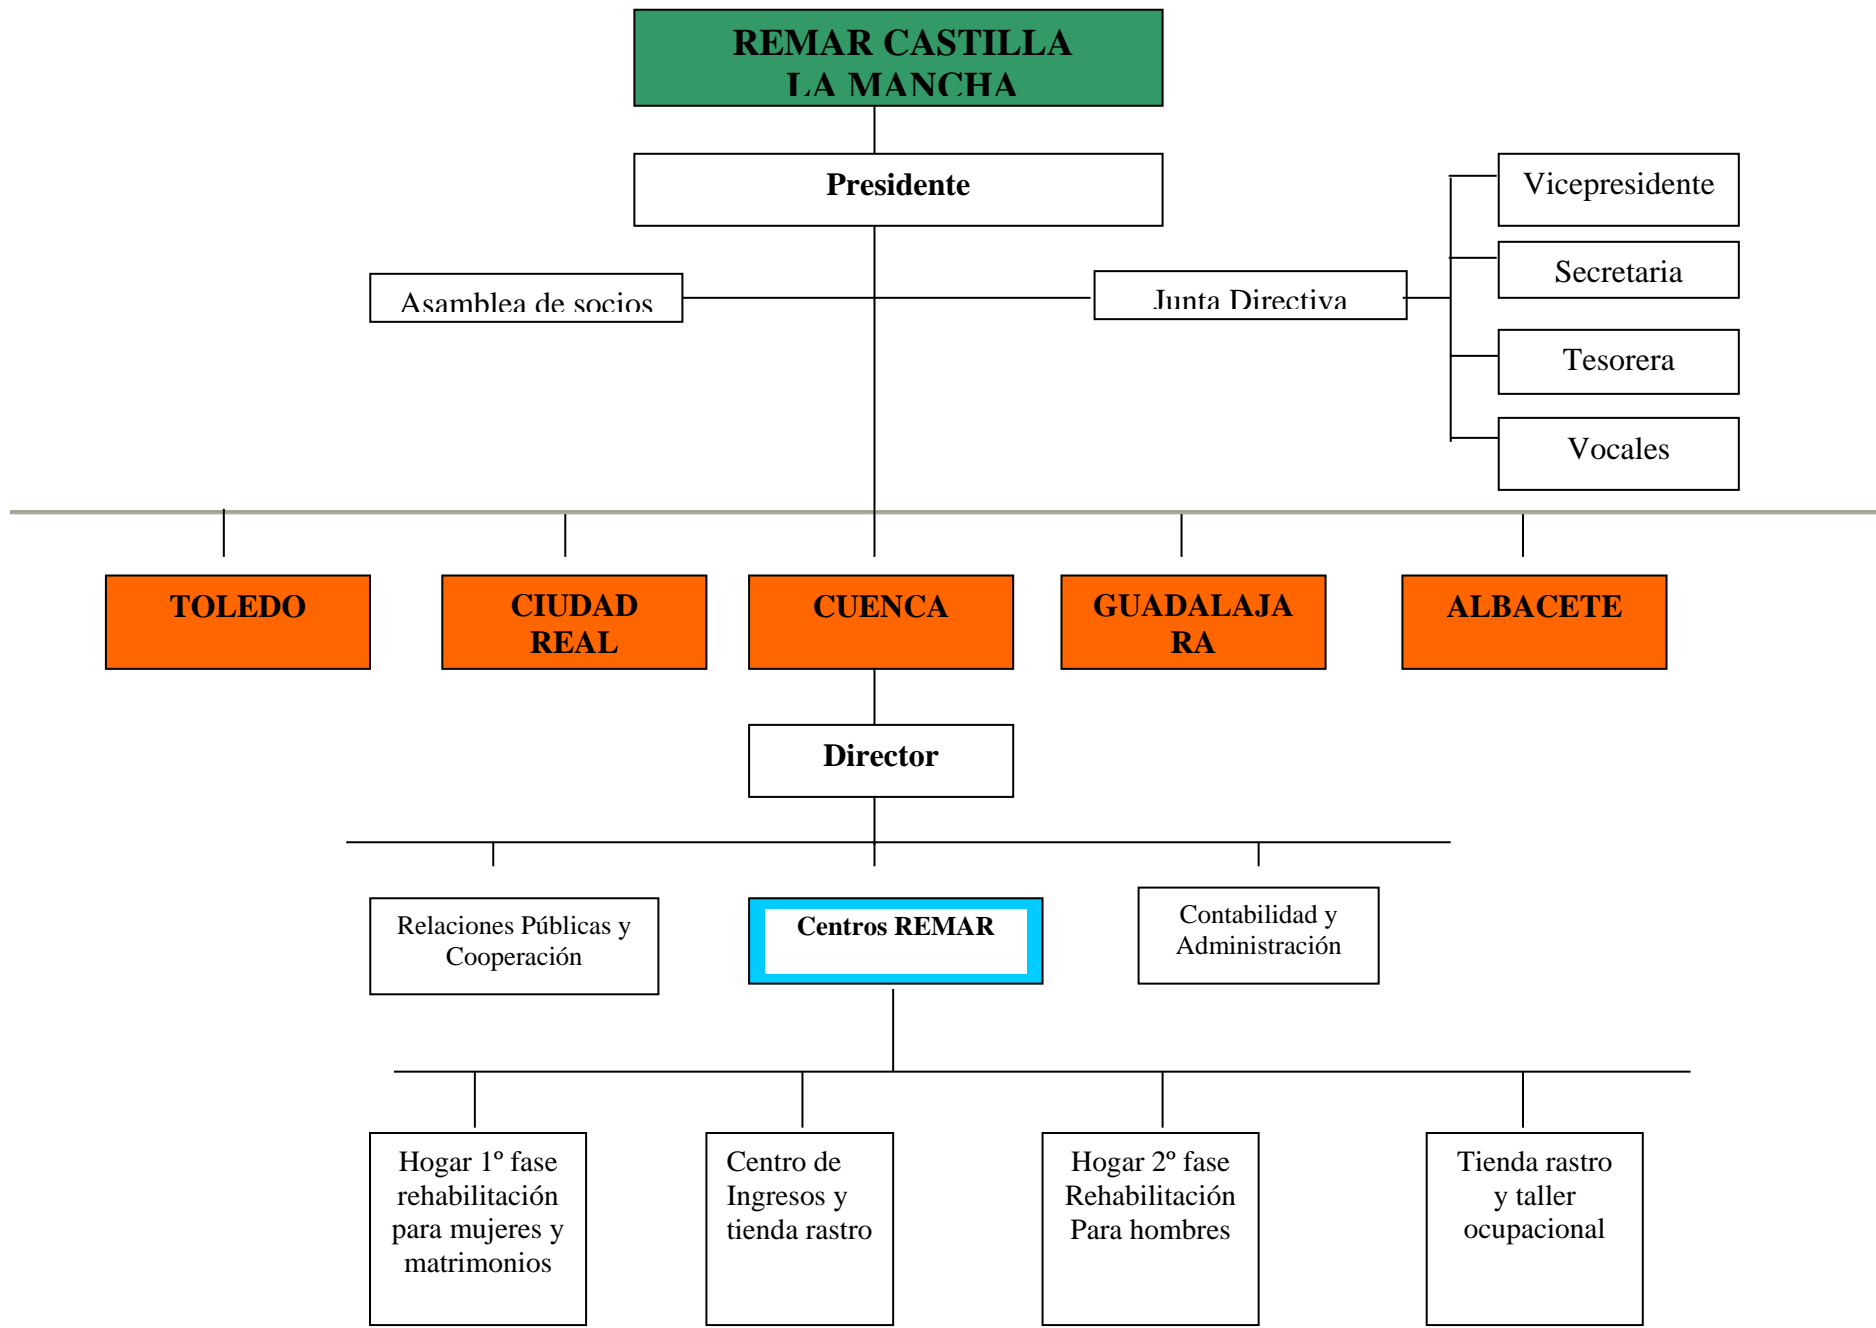 REMAR CASTILLA
LA MANCHA
Presidente
Vicepresidente
Secretaria
Asamblea de socios
Junta Directiva
Tesorera
Vocales
TOLEDO
CIUDAD
REAL
CUENCA
GUADALAJA
RA
ALBACETE
Director
Relaciones Públicas y
Cooperación
Centros REMAR
Contabilidad y
Administración
Hogar 1º fase
rehabilitación
para mujeres y
matrimonios
Centro de
Ingresos y
tienda rastro
Hogar 2º fase
Rehabilitación
Para hombres
Tienda rastro
y taller
ocupacional